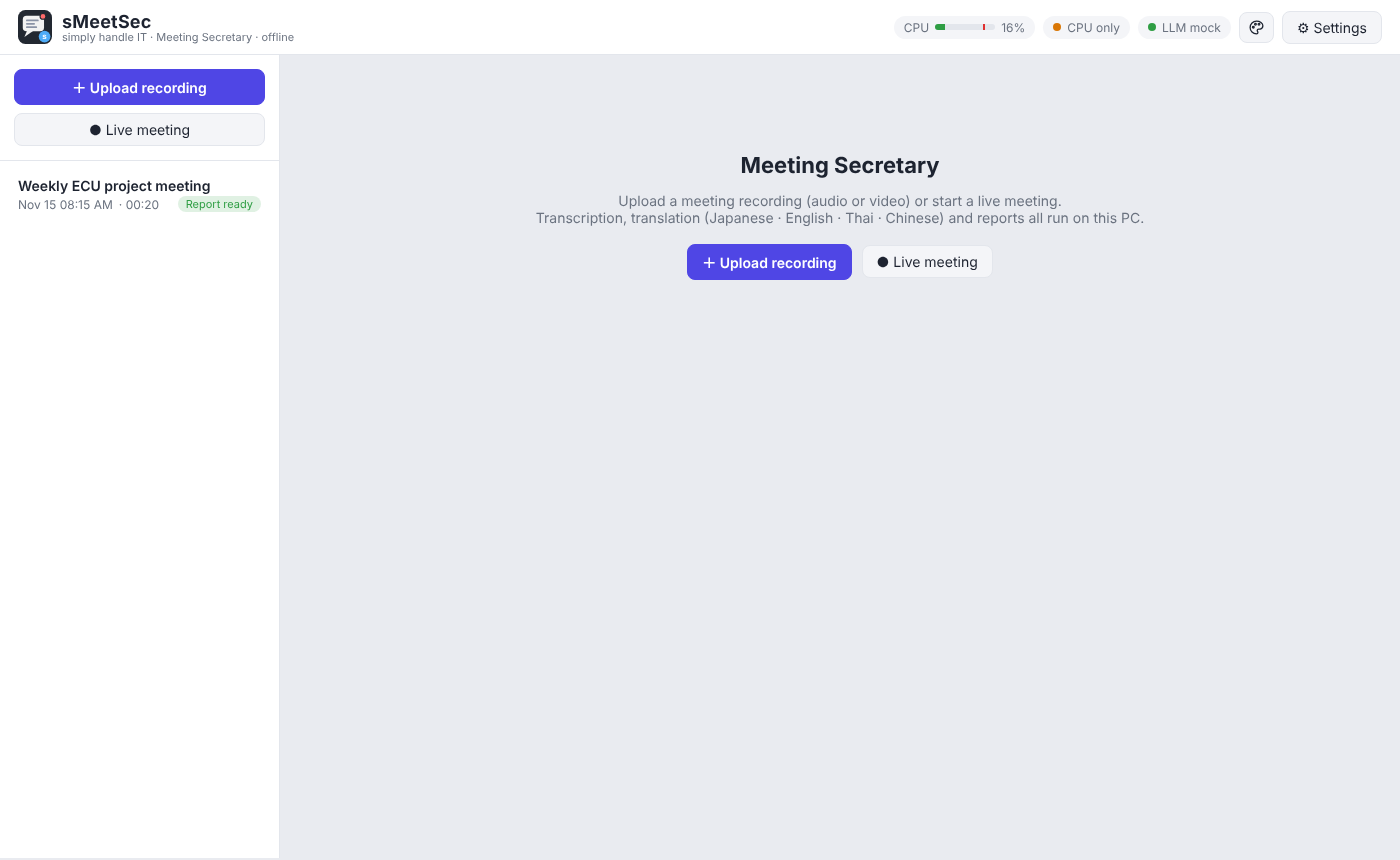 sMeetSec
simply handle IT · Meeting Secretary · offline
CPU 16%
CPU only
LLM mock
⚙ Settings
+ Upload recording
● Live meeting
Weekly ECU project meeting
Nov 15 08:15 AM · 00:20
Report ready
Meeting Secretary
Upload a meeting recording (audio or video) or start a live meeting.
Transcription, translation (Japanese · English · Thai · Chinese) and reports all run on this PC.
+ Upload recording
● Live meeting